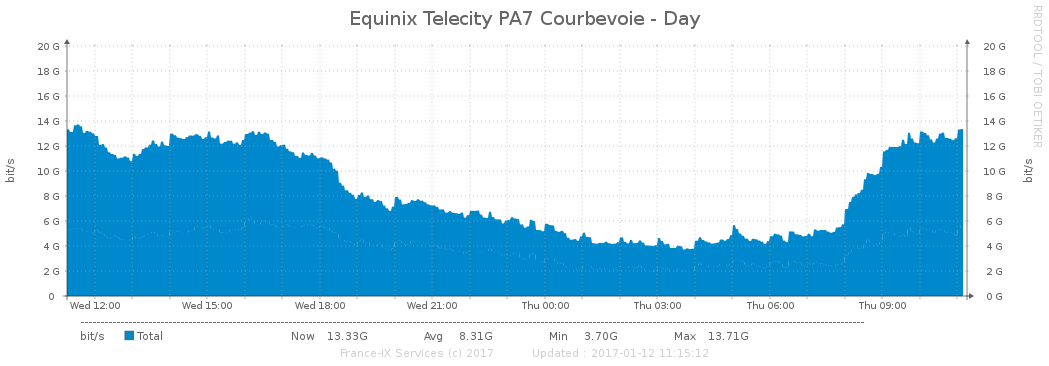 Equinix Telecity PA7 Courbevoie - Day
RRDTOOL / TOBI OETIKER
bit/s
20 G 20 G
18 G 18 G
16 G 16 G
14 G 14 G
12 G 12 G
10 G 10 G
8 G 8 G
6 G 6 G
4 G 4 G
2 G 2 G
0 0 G
bit/s
Wed 12:00 Wed 15:00 Wed 18:00 Wed 21:00 Thu 00:00 Thu 03:00 Thu 06:00 Thu 09:00
bit/s Total Now 13.33G Avg 8.31G Min 3.70G Max 13.71G
France-IX Services (c) 2017 Updated : 2017-01-12 11:15:12